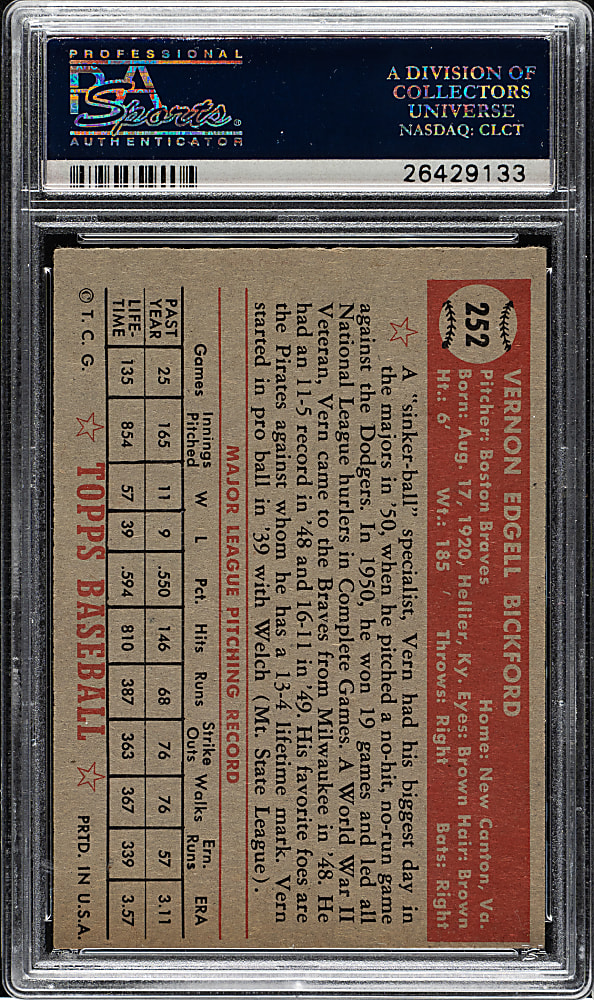 PROFESSIONAL
PSA
Sports®
AUTHENTICATOR
A DIVISION OF
COLLECTORS
UNIVERSE
NASDAQ: CLCT
26429133
252
VERNON EDGELL BICKFORD
Pitcher: Boston Braves Home: New Canton, Va.
Born: Aug. 17, 1920, Hellier, Ky. Eyes: Brown Hair: Brown
Ht.: 6' Wt.: 185 Throws: Right Bats: Right
A "sinker-ball" specialist, Vern had his biggest day in
the majors in '50, when he pitched a no-hit, no-run game
against the Dodgers. In 1950, he won 19 games and led all
National League hurlers in Complete Games. A World War II
Veteran, Vern came to the Braves from Milwaukee in '48. He
had an 11-5 record in '48 and 16-11 in '49. His favorite foes are
the Pirates against whom he has a 13-4 lifetime mark. Vern
started in pro ball in '39 with Welch (Mt. State League).
MAJOR LEAGUE PITCHING RECORD
Games Innings Pitched W L Pct. Hits Runs Strike Outs Walks Ern. Runs ERA
PAST YEAR 25 165 11 9 .550 146 68 76 76 57 3.11
LIFE-TIME 135 854 57 39 .594 810 387 363 367 339 3.57
© T. C. G. TOPPS BASEBALL PRTD. IN U.S.A.